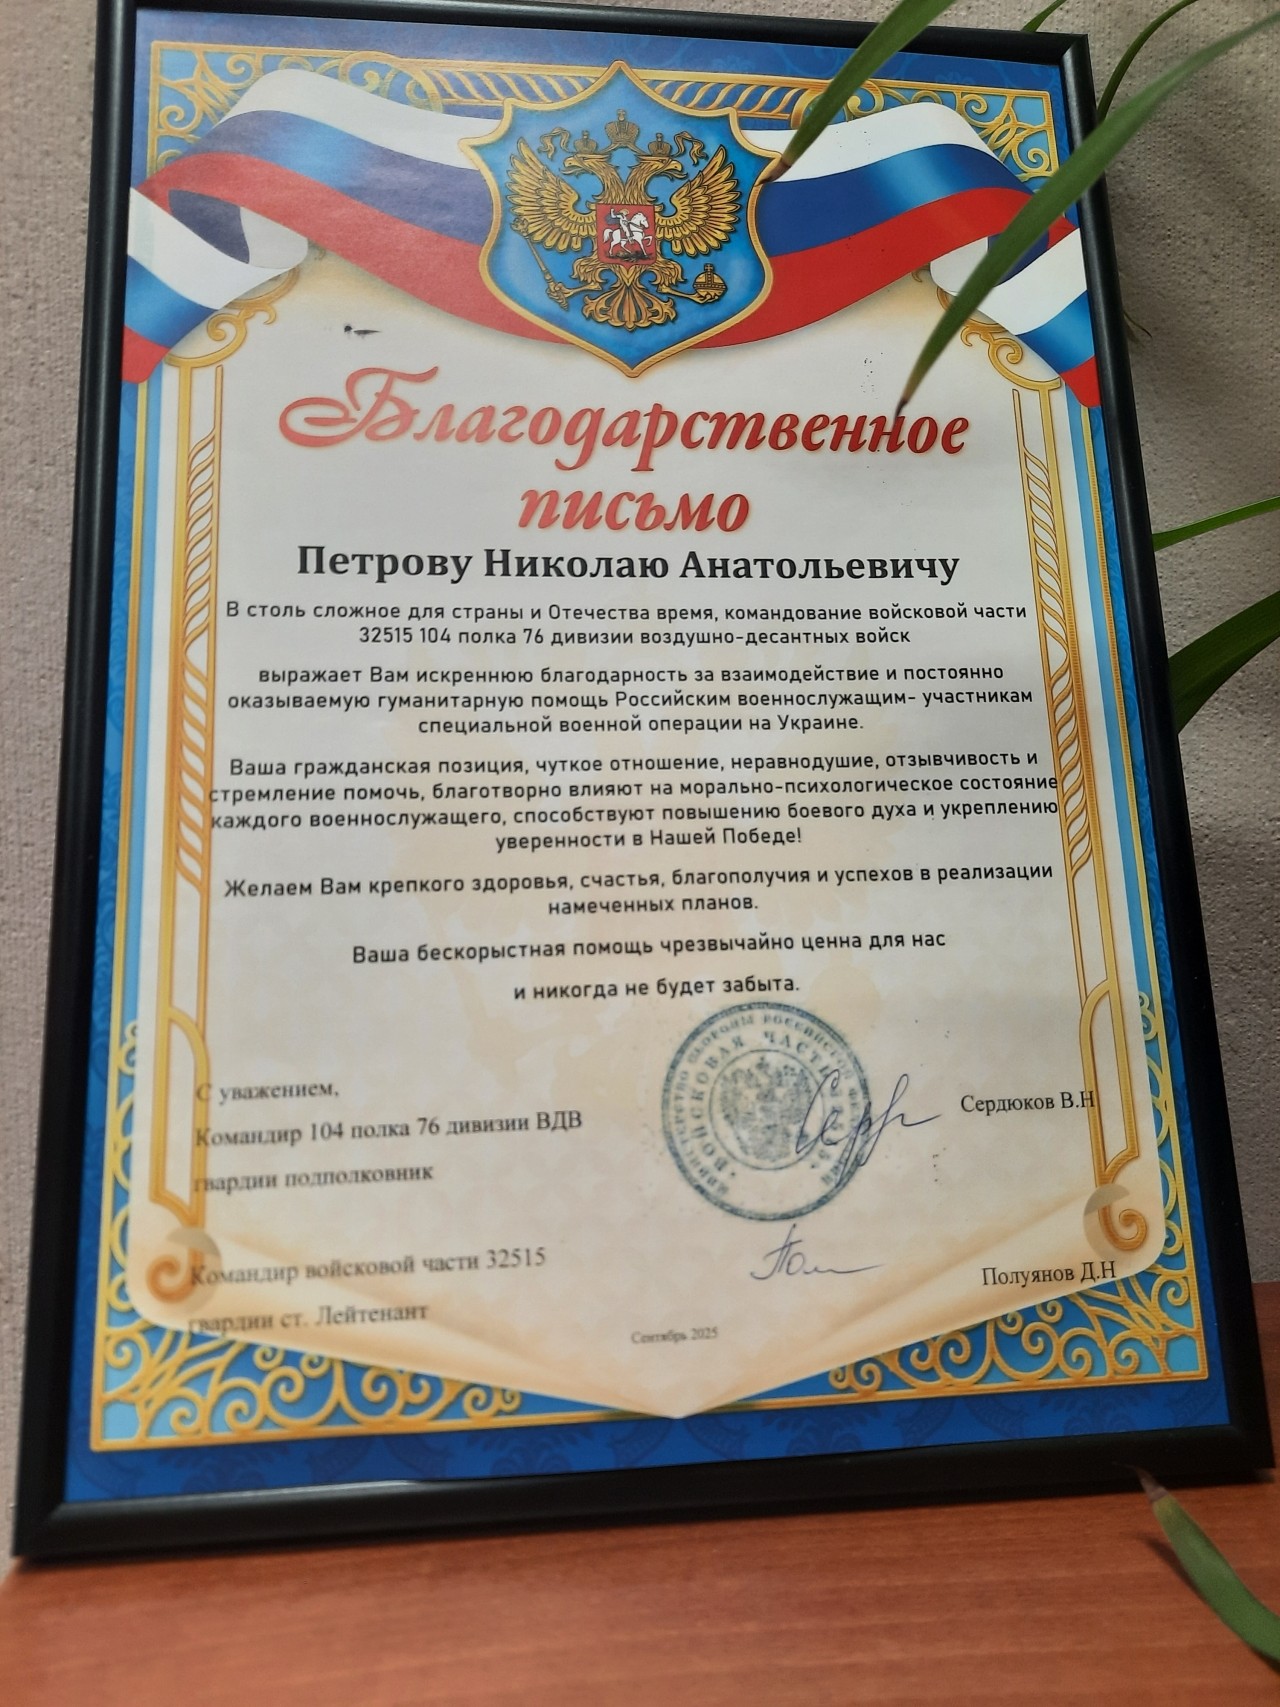 Благодарственное
письмо
Петрову Николаю Анатольевичу
В столь сложное для страны и Отечества время, командование войсковой части
32515 104 полка 76 дивизии воздушно-десантных войск
выражает Вам искреннюю благодарность за взаимодействие и постоянно
оказываемую гуманитарную помощь Российским военнослужащим- участникам
специальной военной операции на Украине.
Ваша гражданская позиция, чуткое отношение, неравнодушие, отзывчивость и
стремление помочь, благотворно влияют на морально-психологическое состояние
каждого военнослужащего, способствуют повышению боевого духа и укреплению
уверенности в Нашей Победе!
Желаем Вам крепкого здоровья, счастья, благополучия и успехов в реализации
намеченных планов.
Ваша бескорыстная помощь чрезвычайно ценна для нас
и никогда не будет забыта.
С уважением,
Командир 104 полка 76 дивизии ВДВ
гвардии подполковник
Сердюков В.Н
МИНИСТЕРСТВО ОБОРОНЫ РОССИЙСКОЙ
ВОЙСКОВАЯ ЧАСТЬ
Командир войсковой части 32515
гвардии ст. Лейтенант
Полуянов Д.Н
Сентябрь 2025